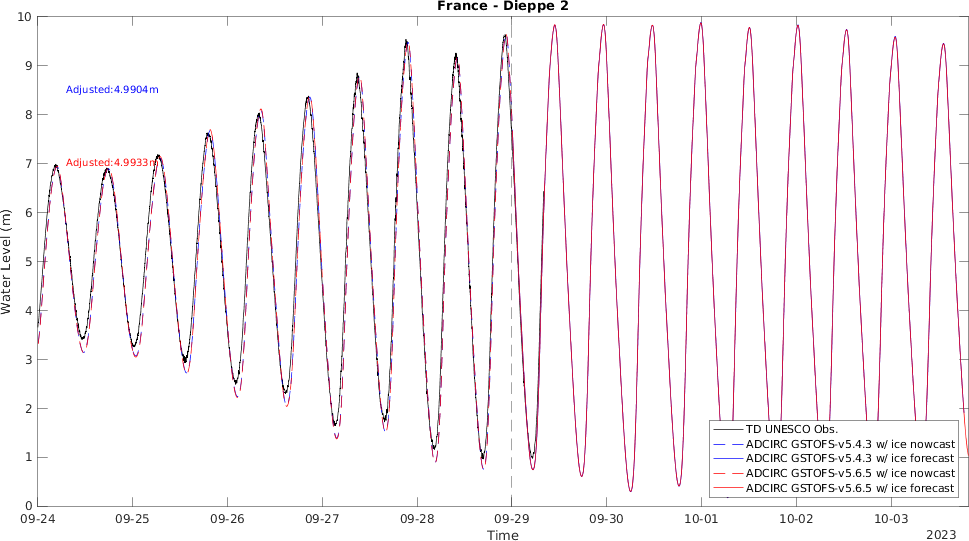 France - Dieppe 2
10
9
8
7
6
5
4
3
2
1
0
Water Level (m)
Adjusted:4.9904m
Adjusted:4.9933m
TD UNESCO Obs.
ADCIRC GSTOFS-v5.4.3 w/ ice nowcast
ADCIRC GSTOFS-v5.4.3 w/ ice forecast
ADCIRC GSTOFS-v5.6.5 w/ ice nowcast
ADCIRC GSTOFS-v5.6.5 w/ ice forecast
09-24 09-25 09-26 09-27 09-28 09-29 09-30 10-01 10-02 10-03
Time
2023